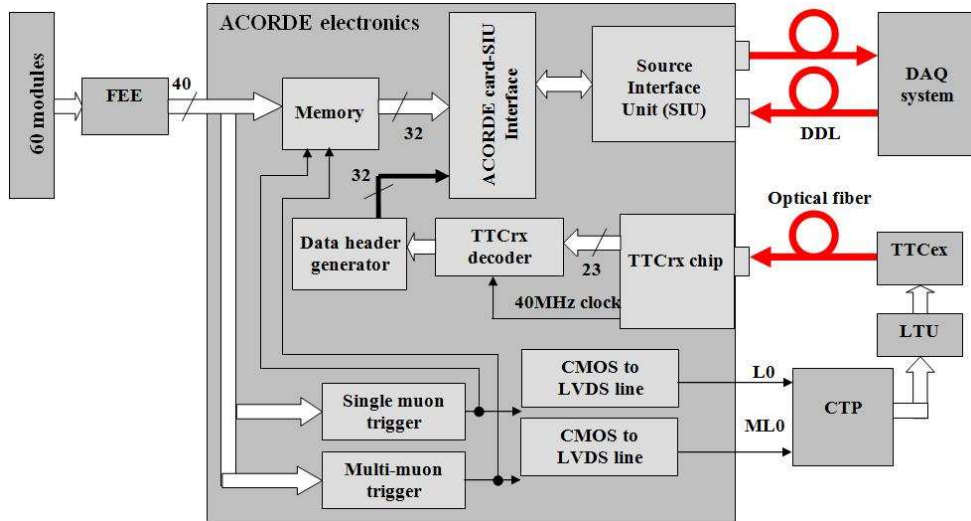 ACORDE electronics
60 modules
FEE
40
Memory
32
ACORDE card-SIU
Interface
Source
Interface
Unit (SIU)
DAQ
system
DDL
32
Data header
generator
TTCrx
decoder
23
TTCrx chip
40MHz clock
Optical fiber
TTCex
LTU
Single muon
trigger
CMOS to
LVDS line
L0
CTP
Multi-muon
trigger
CMOS to
LVDS line
ML0